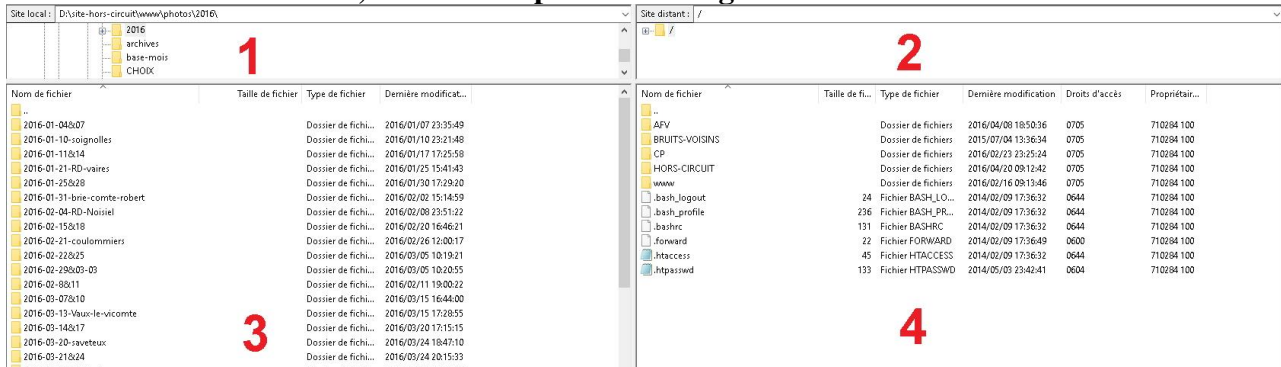 Site local : D:\site-hors-circuit\www\photos\2016\
2016
archives
base-mois
CHOIX
1
Site distant : /
/
2
Nom de fichier Taille de fichier Type de fichier Dernière modificat...
..
2016-01-04&07 Dossier de fichi... 2016/01/07 23:35:49
2016-01-10-soignolles Dossier de fichi... 2016/01/10 23:21:48
2016-01-11&14 Dossier de fichi... 2016/01/17 17:25:58
2016-01-21-RD-vaires Dossier de fichi... 2016/01/25 15:41:43
2016-01-25&28 Dossier de fichi... 2016/01/30 17:29:20
2016-01-31-brie-comte-robert Dossier de fichi... 2016/02/02 15:14:59
2016-02-04-RD-Noisiel Dossier de fichi... 2016/02/08 23:51:22
2016-02-15&18 Dossier de fichi... 2016/02/20 16:46:21
2016-02-21-coulommiers Dossier de fichi... 2016/02/26 12:00:17
2016-02-22&25 Dossier de fichi... 2016/03/05 10:19:21
2016-02-29&03-03 Dossier de fichi... 2016/03/05 10:20:55
2016-02-8&11 Dossier de fichi... 2016/02/11 19:00:22
2016-03-07&10 Dossier de fichi... 2016/03/15 16:44:00
2016-03-13-Vaux-le-vicomte Dossier de fichi... 2016/03/15 17:28:55
2016-03-14&17 Dossier de fichi... 2016/03/20 17:15:15
2016-03-20-saveteux Dossier de fichi... 2016/03/24 18:47:10
2016-03-21&24 Dossier de fichi... 2016/03/24 20:15:33
3
Nom de fichier Taille de fi... Type de fichier Dernière modification Droits d'accès Propriétair...
..
AFV Dossier de fichiers 2016/04/08 18:50:36 0705 710284 100
BRUITS-VOISINS Dossier de fichiers 2015/07/04 13:36:34 0705 710284 100
CP Dossier de fichiers 2016/02/23 23:25:24 0705 710284 100
HORS-CIRCUIT Dossier de fichiers 2016/04/20 09:12:42 0705 710284 100
www Dossier de fichiers 2016/02/16 09:13:46 0705 710284 100
.bash_logout 24 Fichier BASH_LO... 2014/02/09 17:36:32 0644 710284 100
.bash_profile 236 Fichier BASH_PR... 2014/02/09 17:36:32 0644 710284 100
.bashrc 131 Fichier BASHRC 2014/02/09 17:36:32 0644 710284 100
.forward 22 Fichier FORWARD 2014/02/09 17:36:49 0600 710284 100
.htaccess 45 Fichier HTACCESS 2014/02/09 17:36:32 0644 710284 100
.htpasswd 133 Fichier HTPASSWD 2014/05/03 23:42:41 0604 710284 100
4